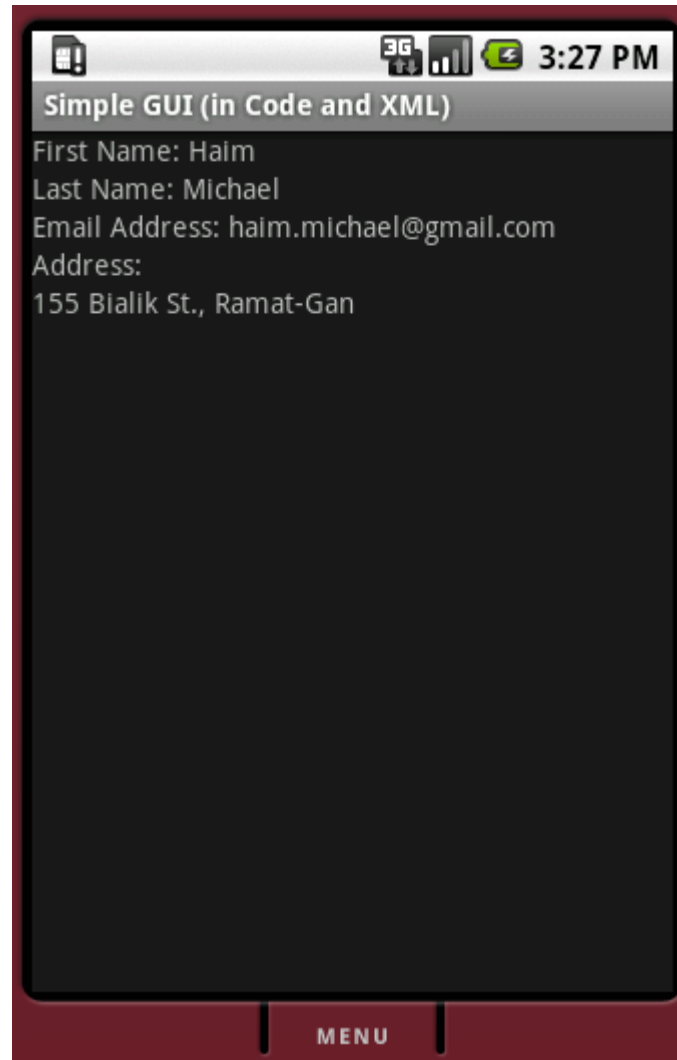 3G 3:27 PM
Simple GUI (in Code and XML)
First Name: Haim
Last Name: Michael
Email Address: haim.michael@gmail.com
Address:
155 Bialik St., Ramat-Gan
MENU